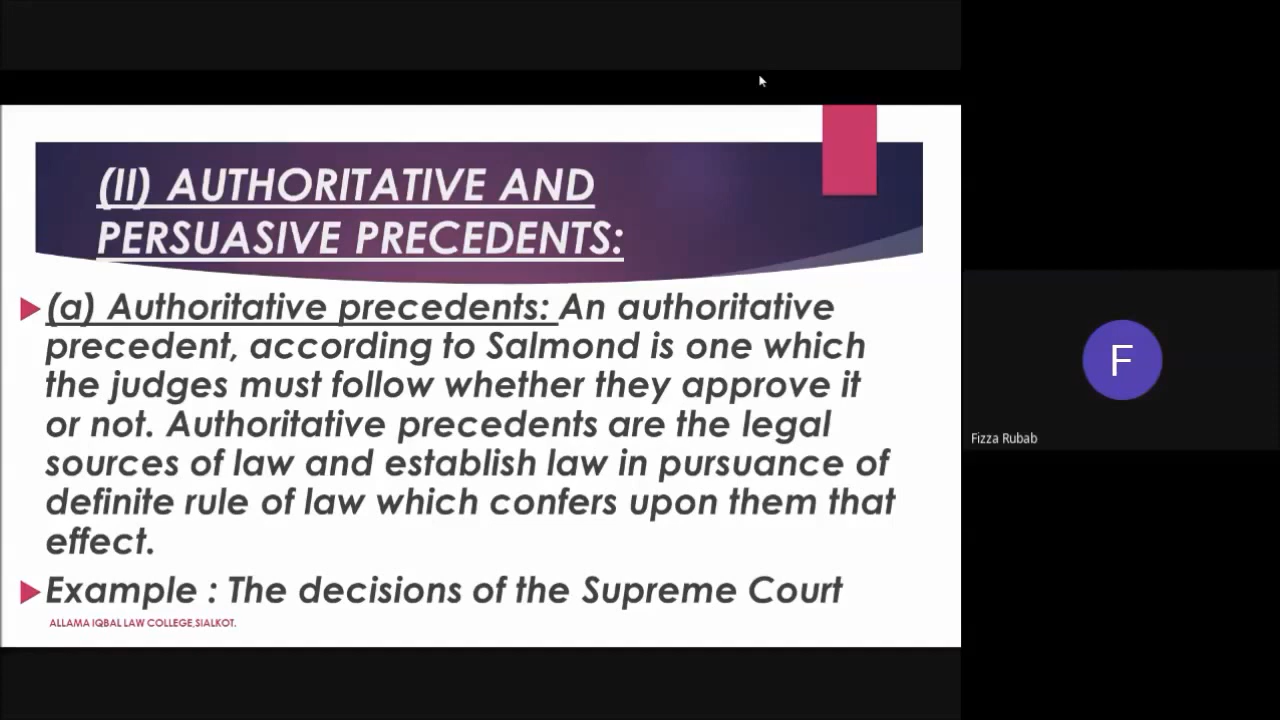 (II) AUTHORITATIVE AND
PERSUASIVE PRECEDENTS:
(a) Authoritative precedents: An authoritative
precedent, according to Salmond is one which
the judges must follow whether they approve it
or not. Authoritative precedents are the legal
sources of law and establish law in pursuance of
definite rule of law which confers upon them that
effect.
Example : The decisions of the Supreme Court
ALLAMA IQBAL LAW COLLEGE,SIALKOT.
F
Fizza Rubab